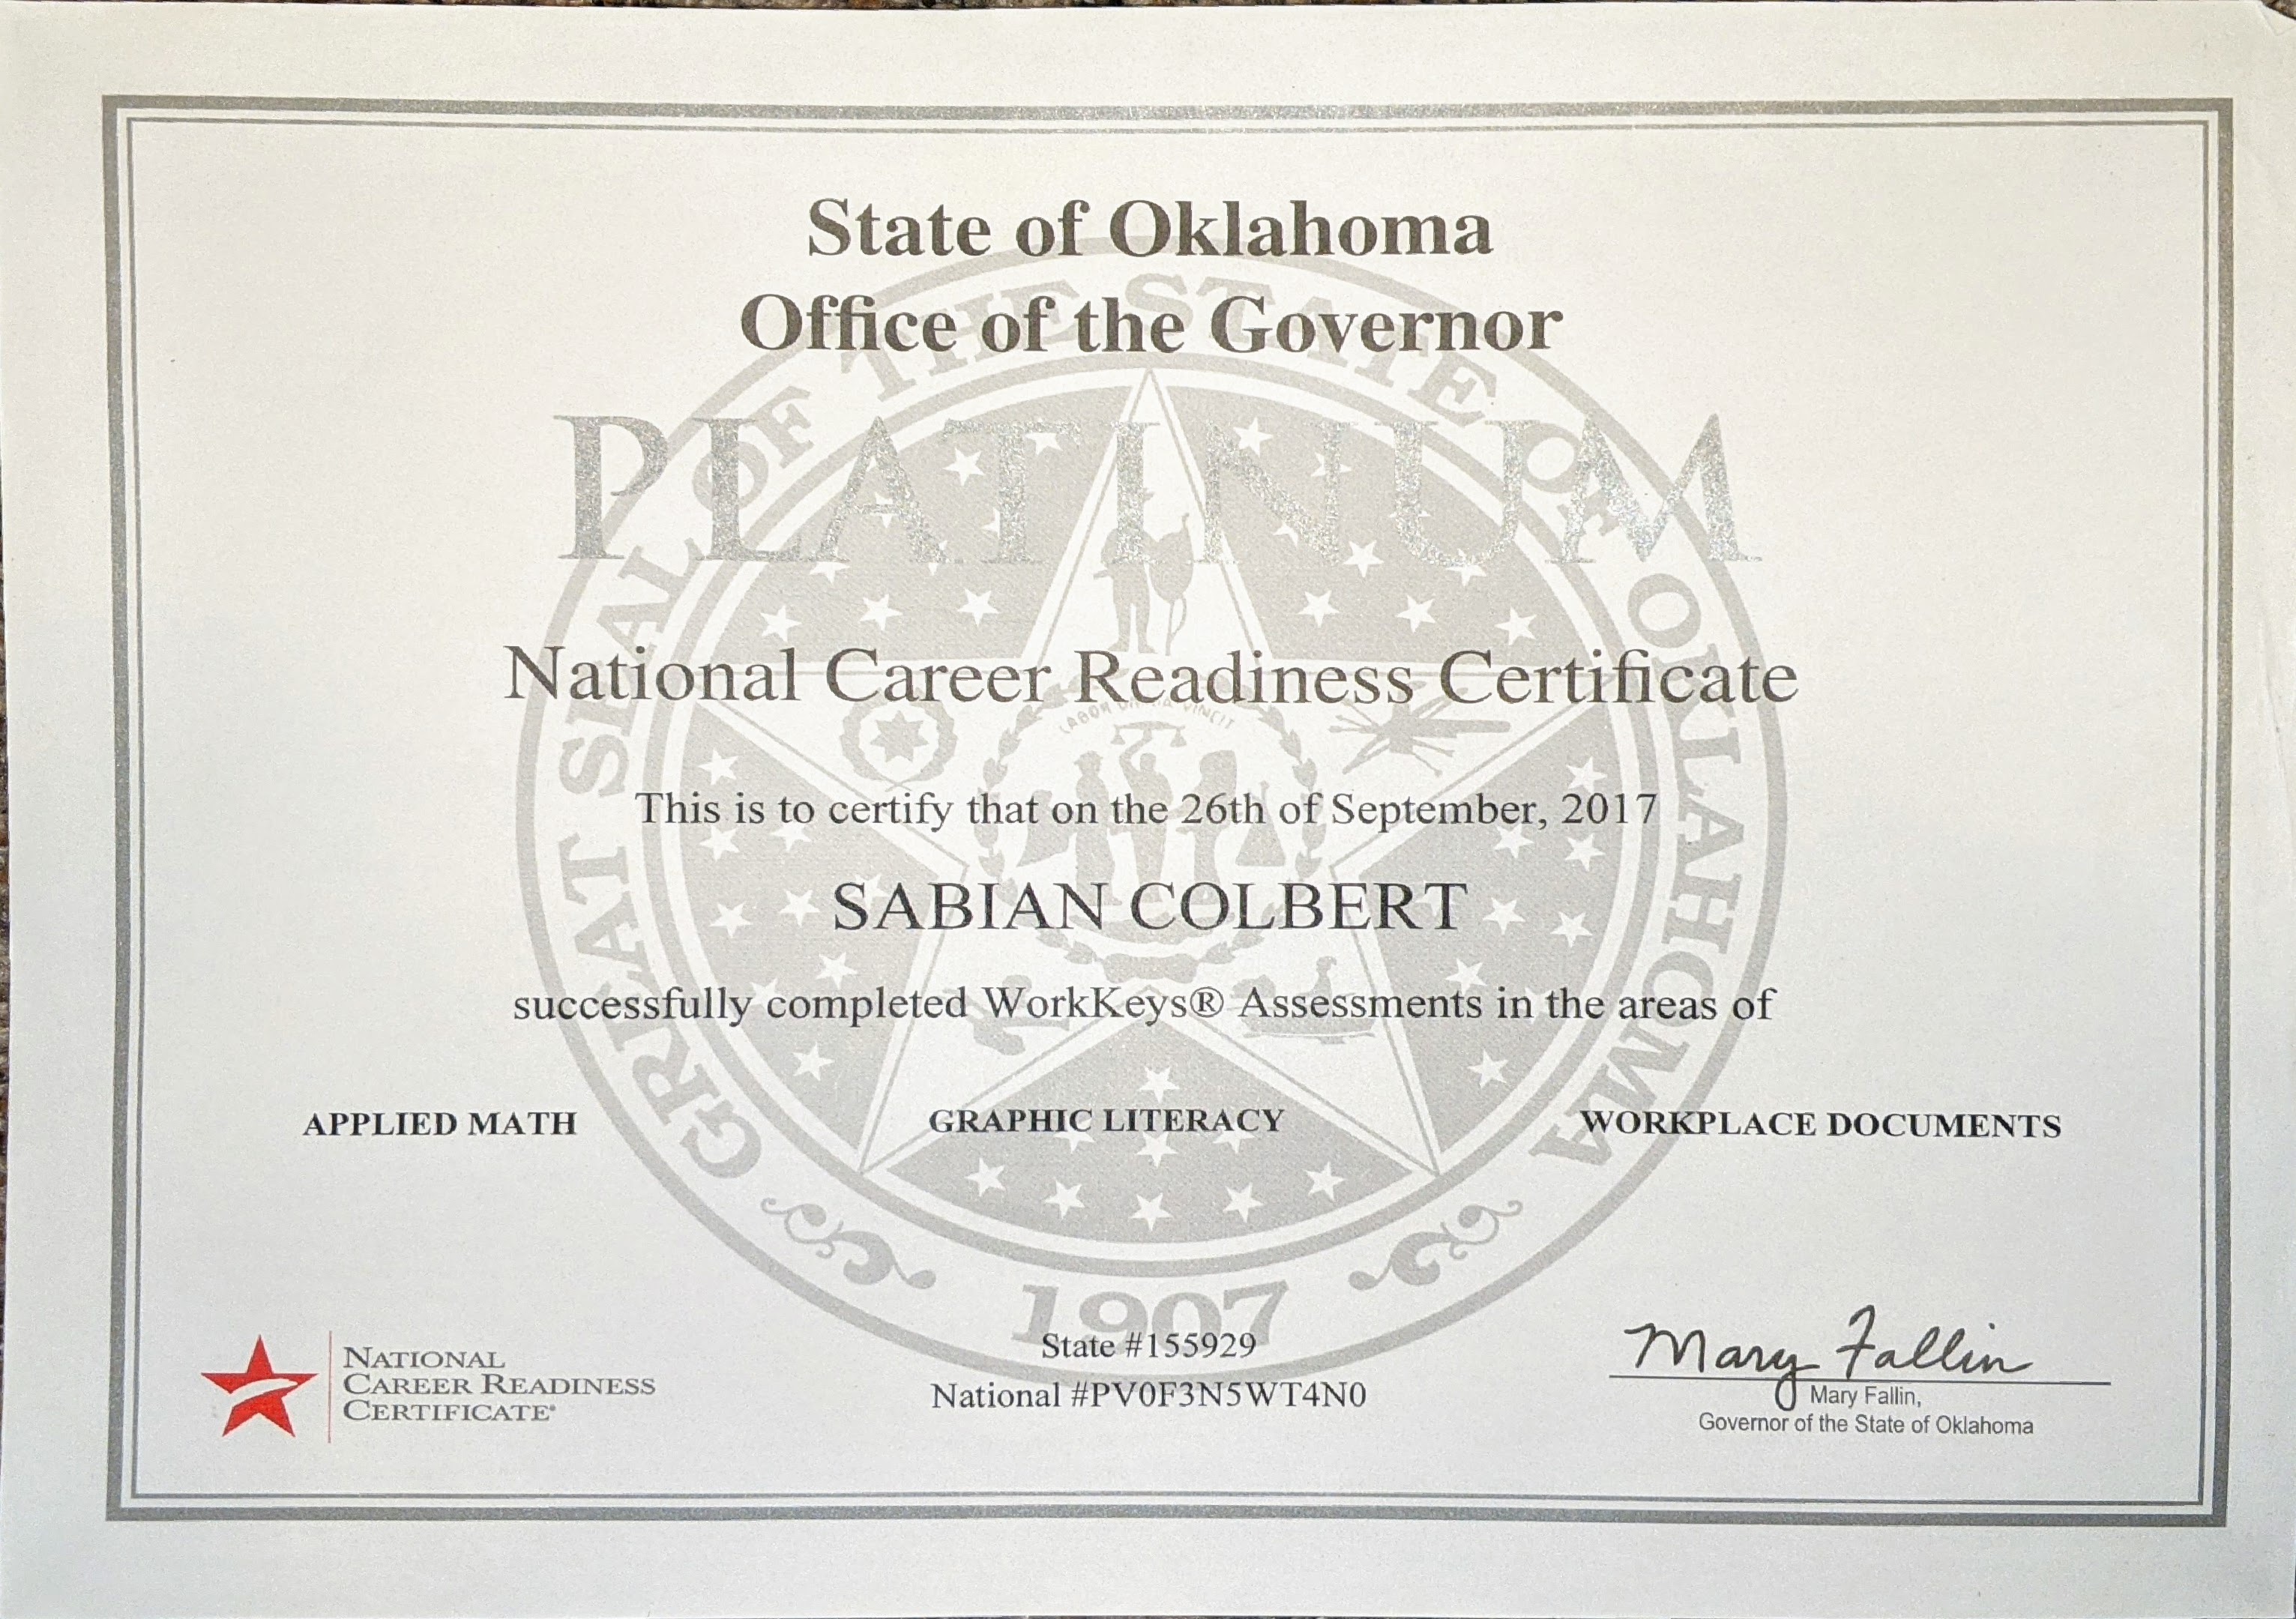 State of Oklahoma
Office of the Governor
PLATINUM
National Career Readiness Certificate
This is to certify that on the 26th of September, 2017
SABIAN COLBERT
successfully completed WorkKeys® Assessments in the areas of
APPLIED MATH GRAPHIC LITERACY WORKPLACE DOCUMENTS
GREAT SEAL OF THE STATE OF OKLAHOMA
LABOR OMNIA VINCIT
1907
NATIONAL
CAREER READINESS
CERTIFICATE®
State #155929
National #PV0F3N5WT4N0
Mary Fallin
Mary Fallin,
Governor of the State of Oklahoma